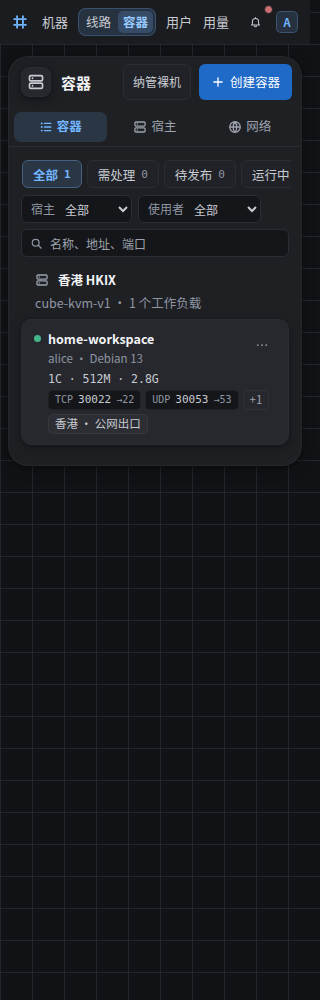 机器 线路 容器 用户 用量 A
容器 纳管裸机 创建容器
容器 宿主 网络
全部 1 需处理 0 待发布 0 运行中
宿主 全部 使用者 全部
名称、地址、端口
香港 HKIX
cube-kvm-v1 • 1 个工作负载
home-workspace …
alice • Debian 13
1C · 512M · 2.8G
TCP 30022 →22 UDP 30053 →53 +1
香港 • 公网出口